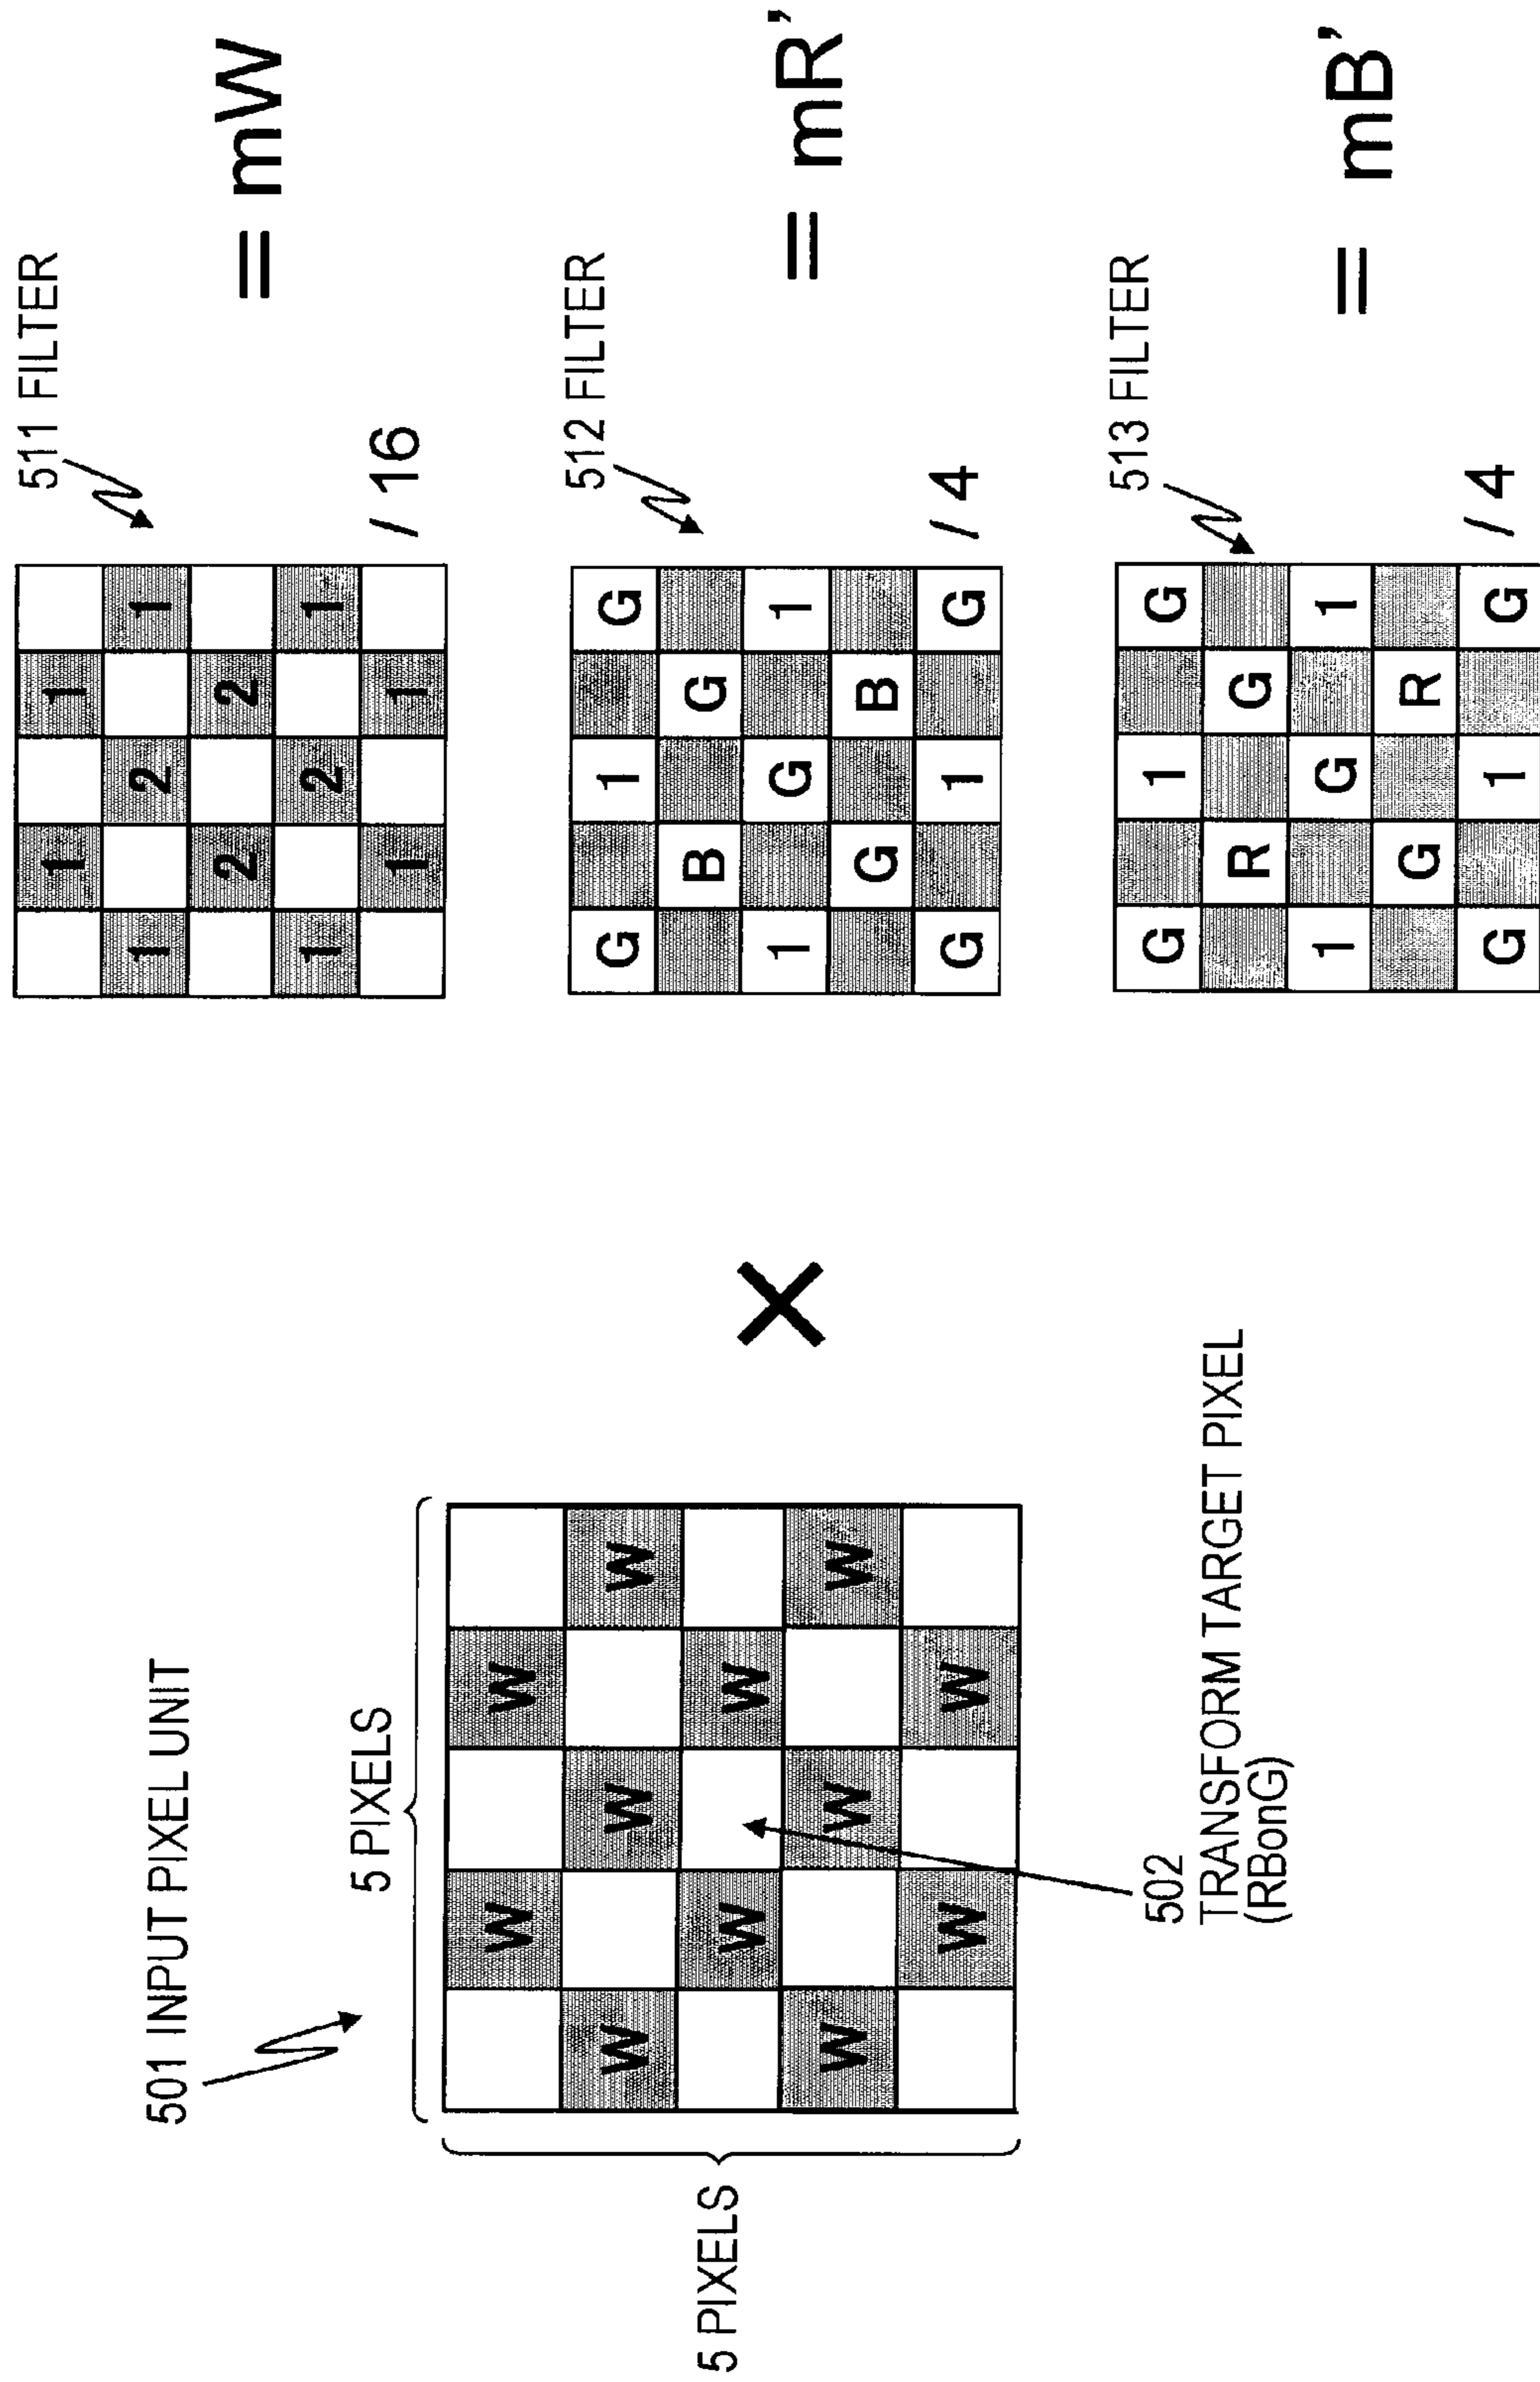 501 INPUT PIXEL UNIT
5 PIXELS
5 PIXELS
W W
W W W
W W
W W W
W W
502
TRANSFORM TARGET PIXEL
(RBonG)
×
511 FILTER
1 1
1 2 1
2 2
1 2 1
1 1
/ 16
= mW
512 FILTER
G 1 G
B G
1 G 1
G B
G 1 G
/ 4
= mR'
513 FILTER
G 1 G
R G
1 G 1
G R
G 1 G
/ 4
= mB'